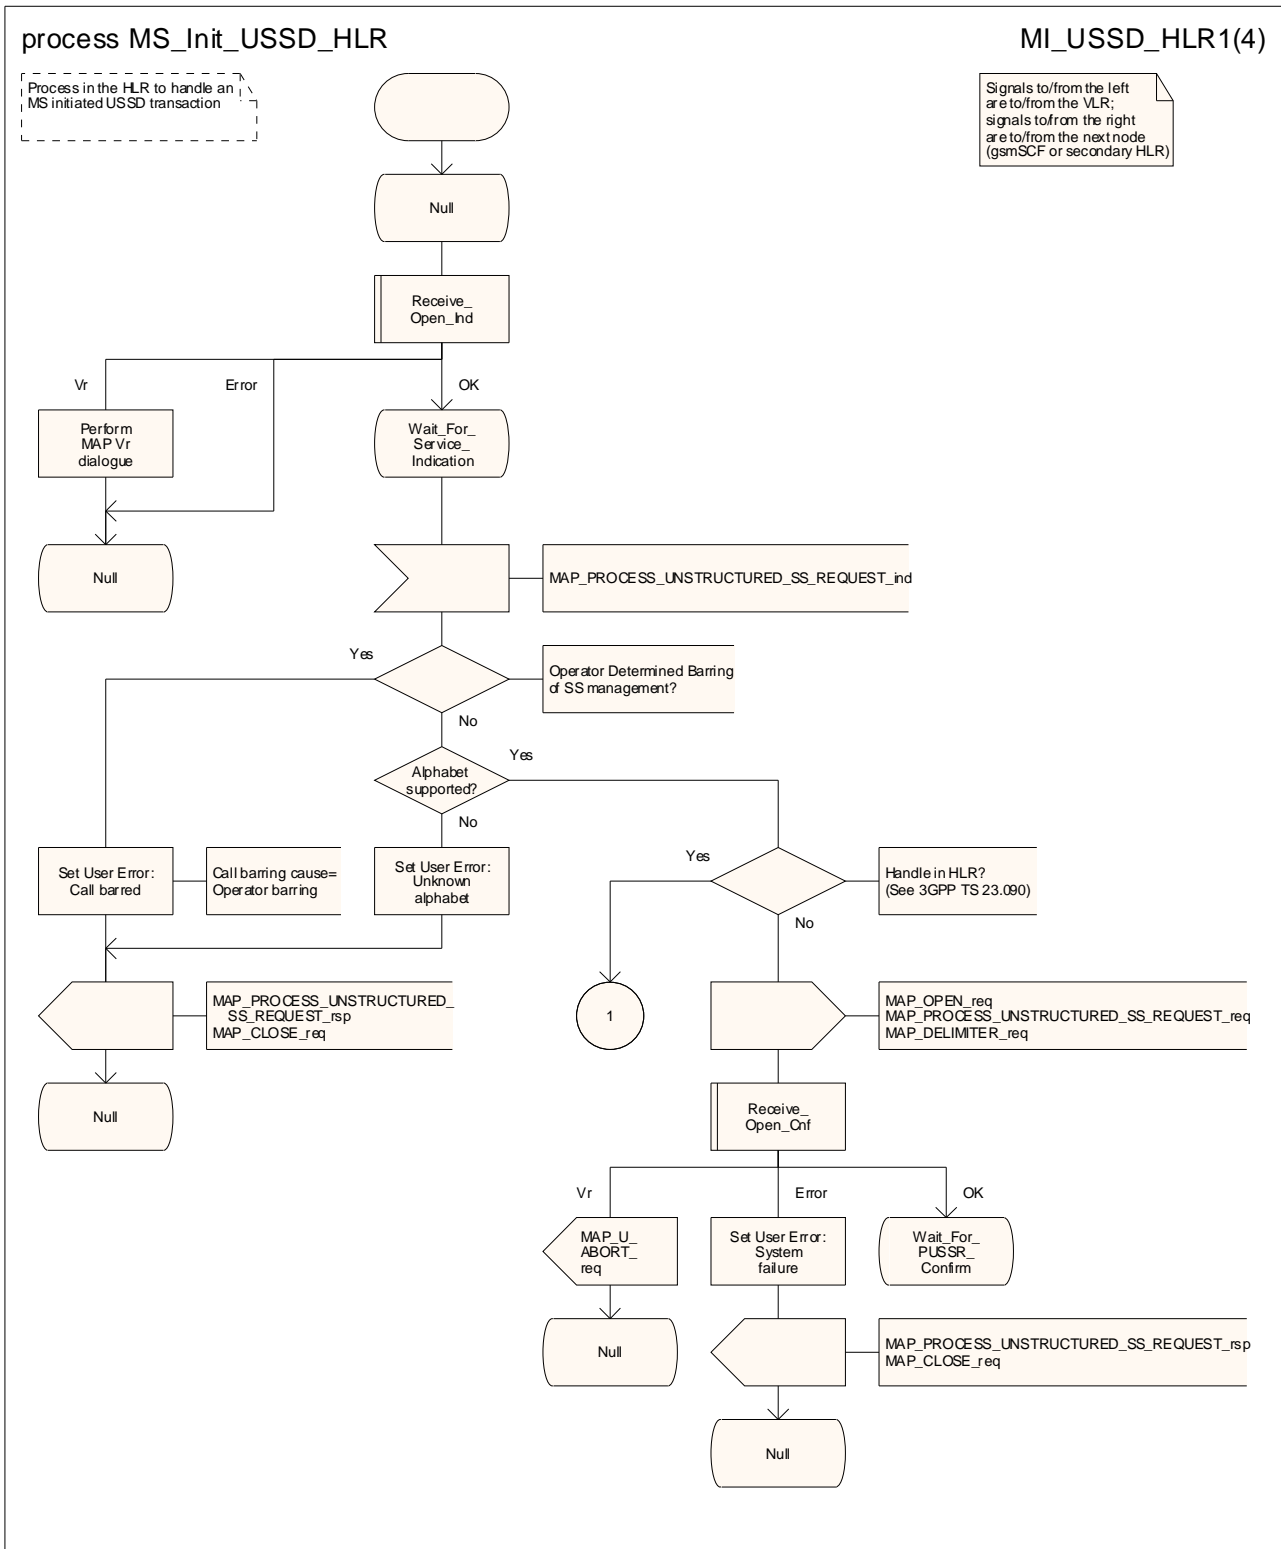 process MS_Init_USSD_HLR
MI_USSD_HLR1(4)
Process in the HLR to handle an
MS initiated USSD transaction
Signals to/from the left
are to/from the VLR;
signals to/from the right
are to/from the next node
(gsmSCF or secondary HLR)
Null
Receive_
Open_Ind
Vr
Error
OK
Perform
MAP Vr
dialogue
Wait_For_
Service_
Indication
Null
MAP_PROCESS_UNSTRUCTURED_SS_REQUEST_ind
Yes
Operator Determined Barring
of SS management?
No
Yes
Alphabet
supported?
No
Set User Error:
Call barred
Call barring cause=
Operator barring
Set User Error:
Unknown
alphabet
Yes
Handle in HLR?
(See 3GPP TS 23.090)
No
MAP_PROCESS_UNSTRUCTURED_
SS_REQUEST_rsp
MAP_CLOSE_req
1
MAP_OPEN_req
MAP_PROCESS_UNSTRUCTURED_SS_REQUEST_req
MAP_DELIMITER_req
Null
Receive_
Open_Cnf
Vr
Error
OK
MAP_U_
ABORT_
req
Set User Error:
System
failure
Wait_For_
PUSSR_
Confirm
Null
MAP_PROCESS_UNSTRUCTURED_SS_REQUEST_rsp
MAP_CLOSE_req
Null